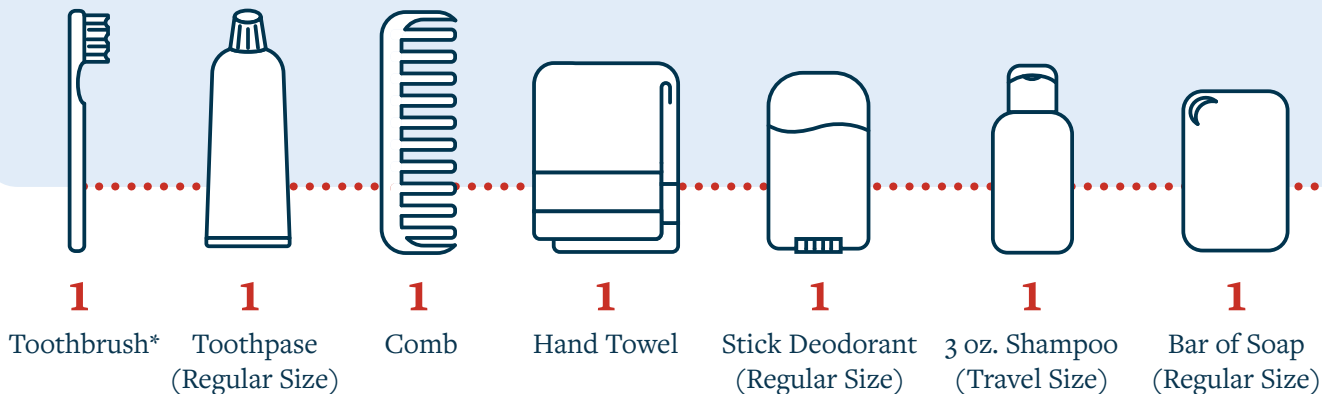 1
Toothbrush*
1
Toothpase
(Regular Size)
1
Comb
1
Hand Towel
1
Stick Deodorant
(Regular Size)
1
3 oz. Shampoo
(Travel Size)
1
Bar of Soap
(Regular Size)